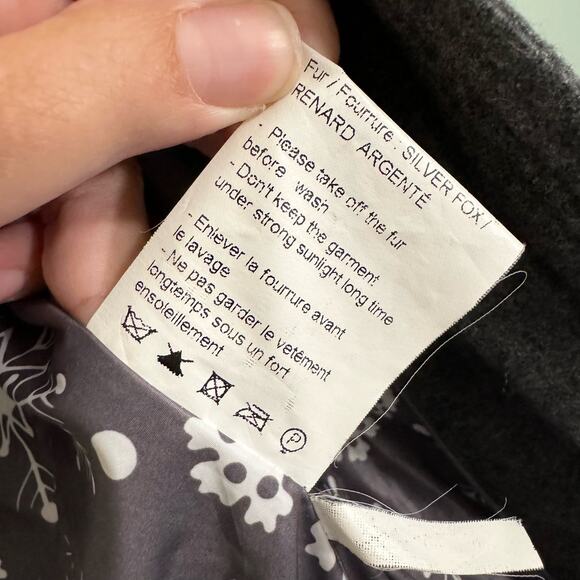 Fur / Fourrure : SILVER FOX /
RENARD ARGENTÉ
- Please take off the fur
before wash
- Don't keep the garment
under strong sunlight long time
- Enlever la fourrure avant
le lavage
- Ne pas garder le vetêment
longtemps sous un fort
ensoleillement
P